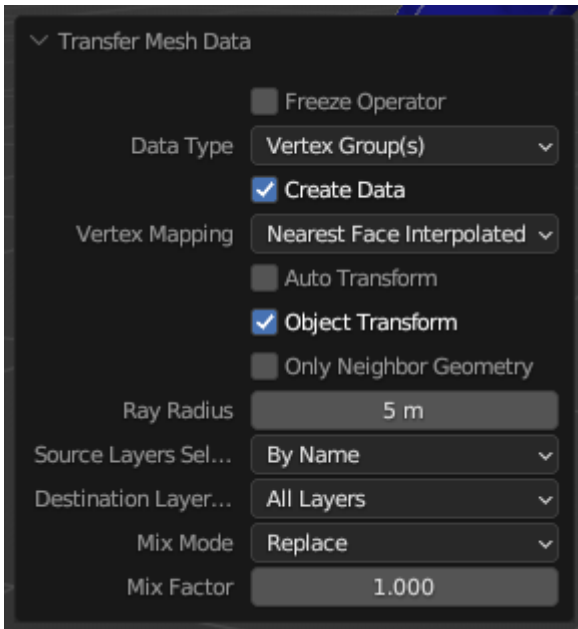 Transfer Mesh Data
Freeze Operator
Data Type Vertex Group(s)
Create Data
Vertex Mapping Nearest Face Interpolated
Auto Transform
Object Transform
Only Neighbor Geometry
Ray Radius 5 m
Source Layers Sel... By Name
Destination Layer... All Layers
Mix Mode Replace
Mix Factor 1.000